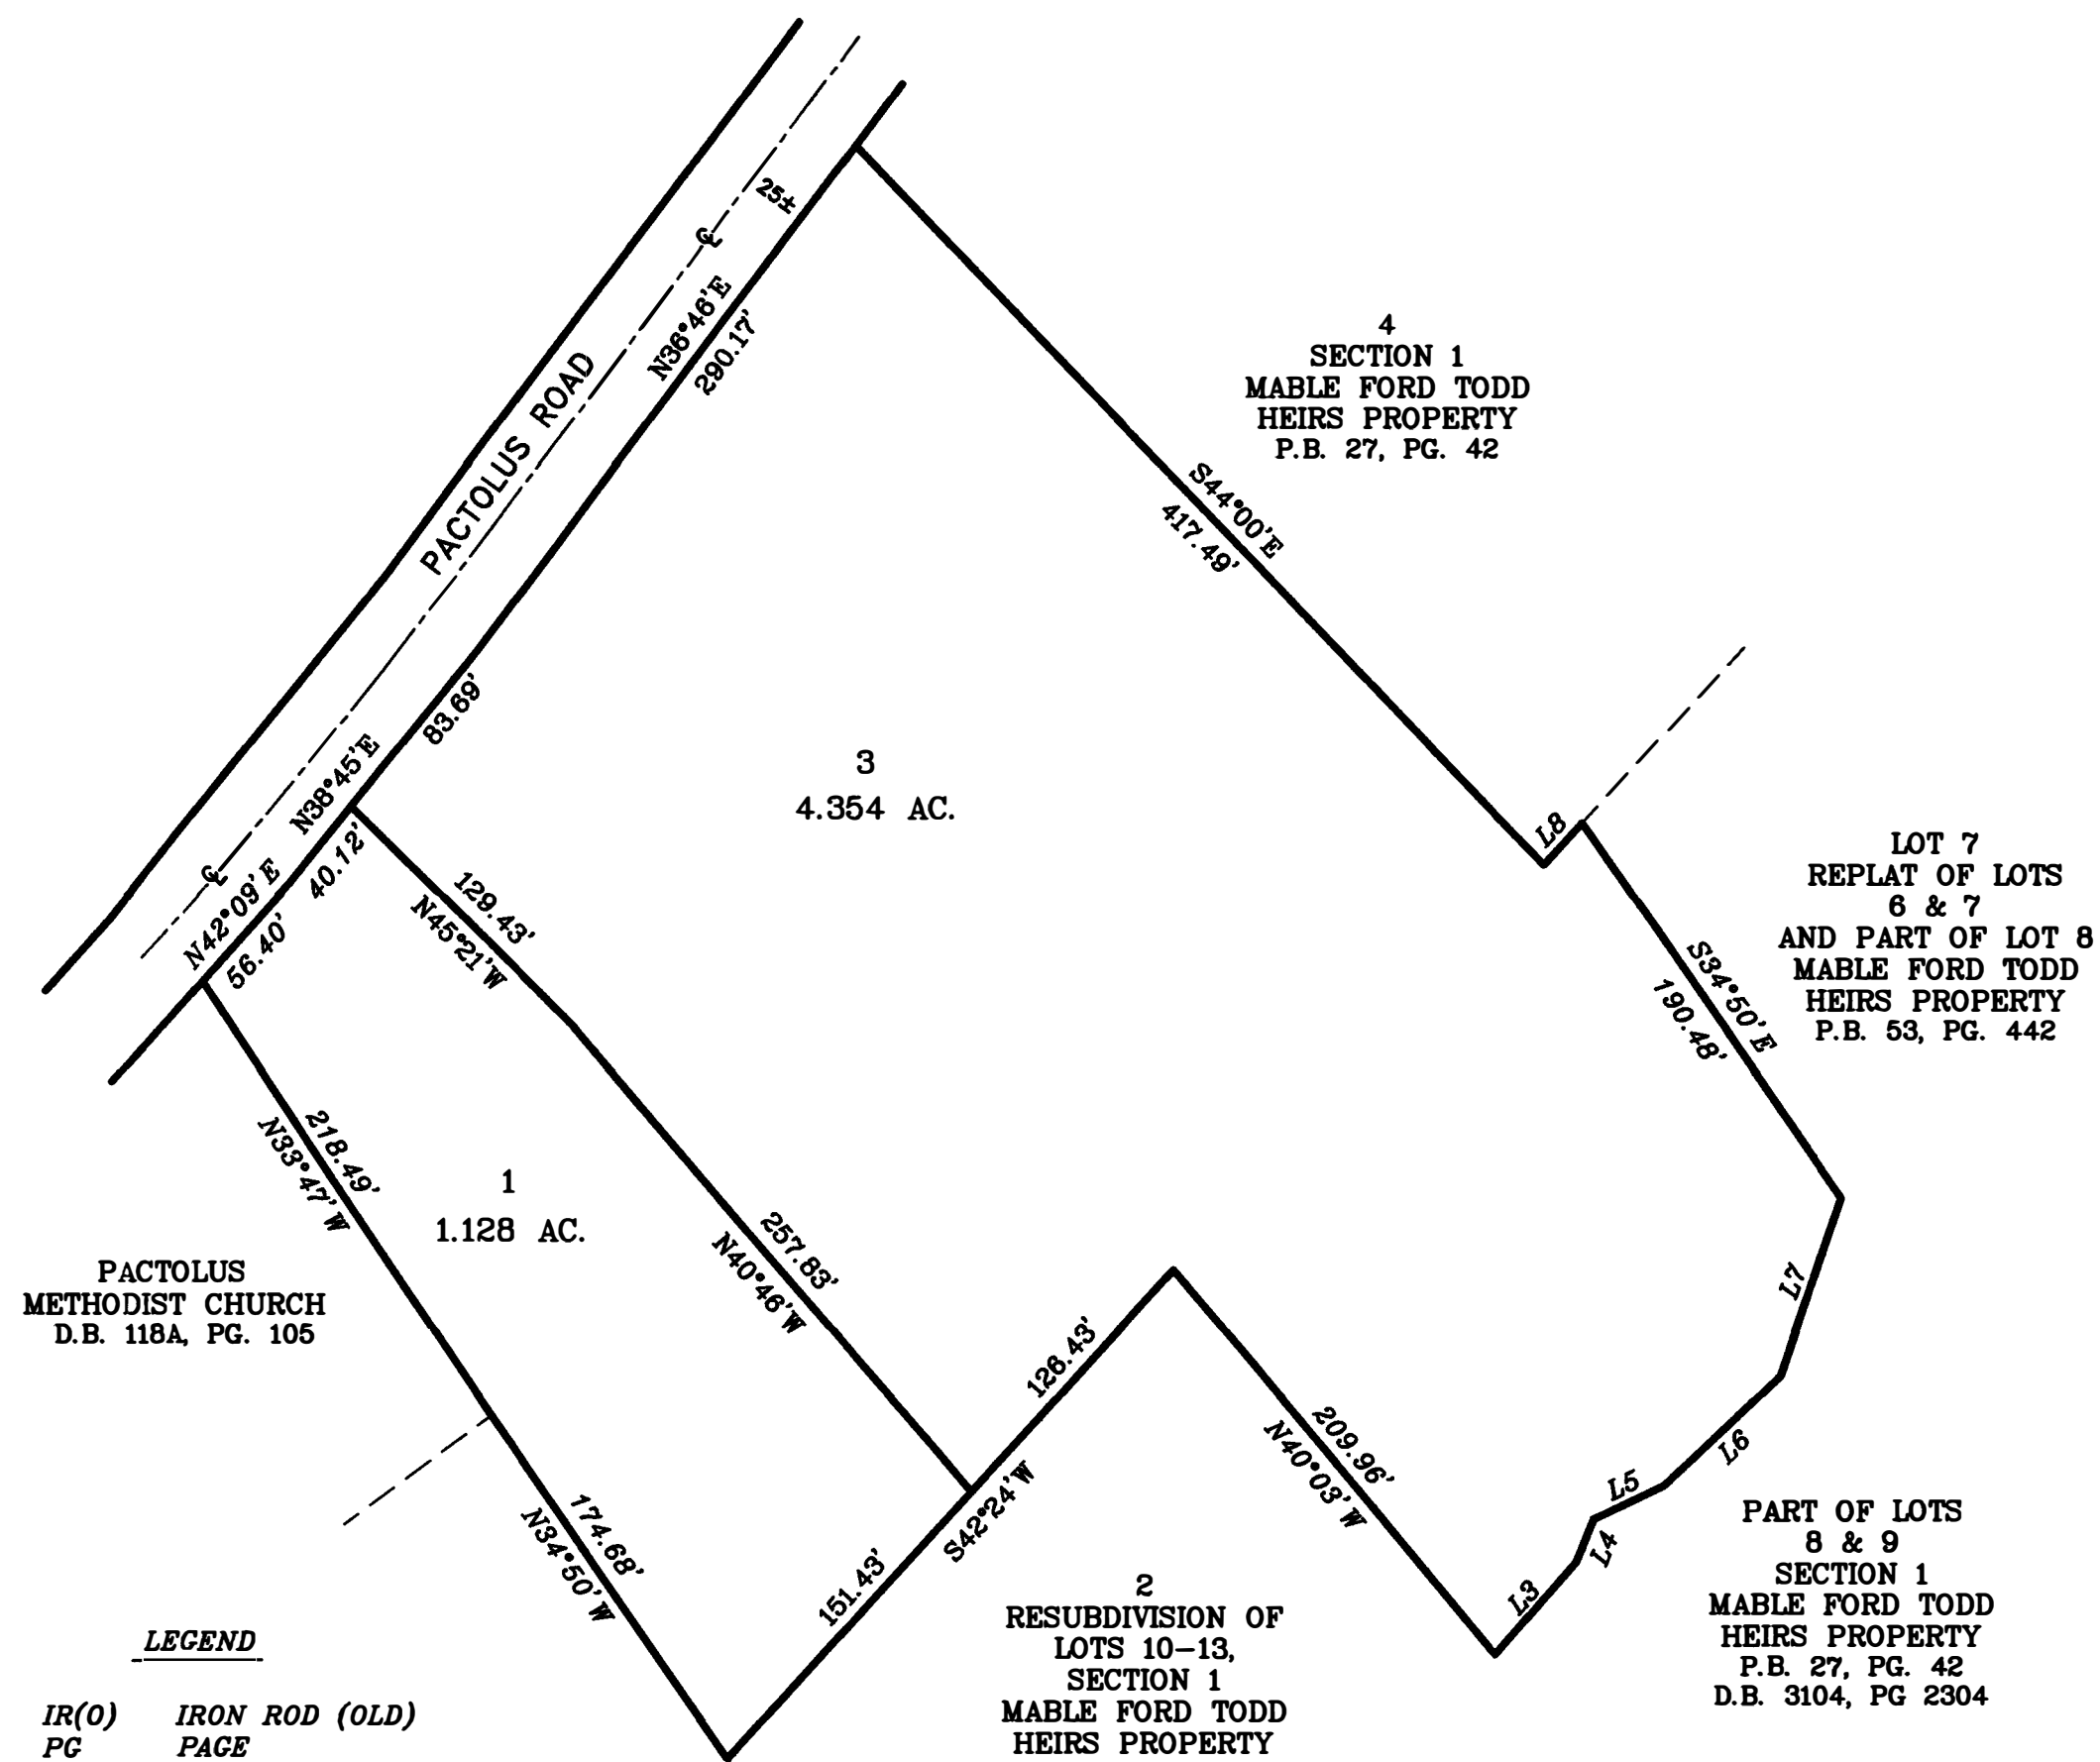 25±
℄
N36°46'E
290.17'
PACTOLUS ROAD
4
SECTION 1
MABLE FORD TODD
HEIRS PROPERTY
P.B. 27, PG. 42
S44°00'E
417.49'
83.69'
N38°45'E
40.12'
℄
N42°09'E
56.40'
3
4.354 AC.
L8
LOT 7
REPLAT OF LOTS
6 & 7
AND PART OF LOT 8
MABLE FORD TODD
HEIRS PROPERTY
P.B. 53, PG. 442
129.43'
N45°21'W
S34°50'E
190.48'
218.49'
N33°47'W
1
1.128 AC.
257.83'
N40°46'W
PACTOLUS
METHODIST CHURCH
D.B. 118A, PG. 105
L7
126.43'
209.96'
N40°03'W
L6
L5
L4
L3
S42°24'W
151.43'
174.68'
N34°50'W
PART OF LOTS
8 & 9
SECTION 1
MABLE FORD TODD
HEIRS PROPERTY
P.B. 27, PG. 42
D.B. 3104, PG 2304
2
RESUBDIVISION OF
LOTS 10-13,
SECTION 1
MABLE FORD TODD
HEIRS PROPERTY
LEGEND
IR(O) IRON ROD (OLD)
PG PAGE